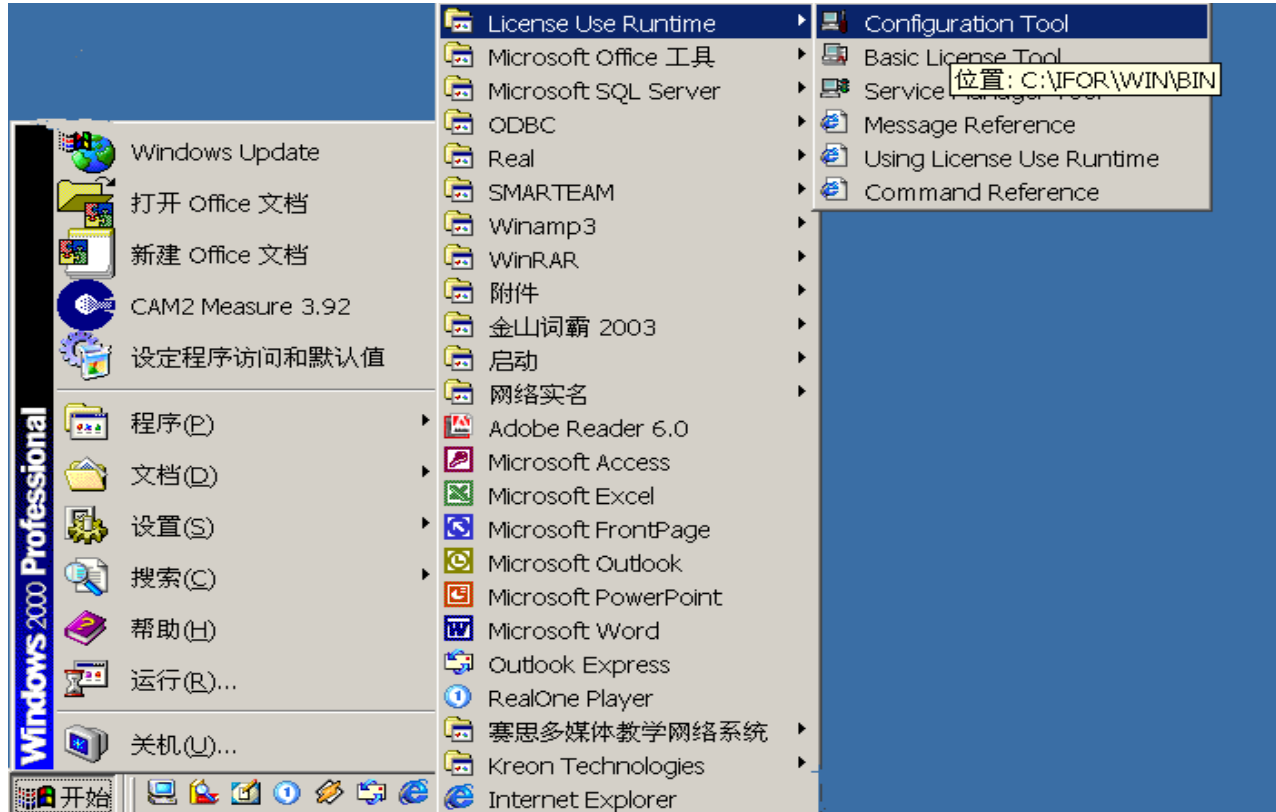 Windows 2000 Professional
Windows Update
打开 Office 文档
新建 Office 文档
CAM2 Measure 3.92
设定程序访问和默认值
程序(P)
文档(D)
设置(S)
搜索(C)
帮助(H)
运行(R)...
关机(U)...
开始
License Use Runtime
Microsoft Office 工具
Microsoft SQL Server
ODBC
Real
SMARTEAM
Winamp3
WinRAR
附件
金山词霸 2003
启动
网络实名
Adobe Reader 6.0
Microsoft Access
Microsoft Excel
Microsoft FrontPage
Microsoft Outlook
Microsoft PowerPoint
Microsoft Word
Outlook Express
RealOne Player
赛思多媒体教学网络系统
Kreon Technologies
Internet Explorer
Configuration Tool
Basic License Tool
位置: C:\IFOR\WIN\BIN
Service
Message Reference
Using License Use Runtime
Command Reference